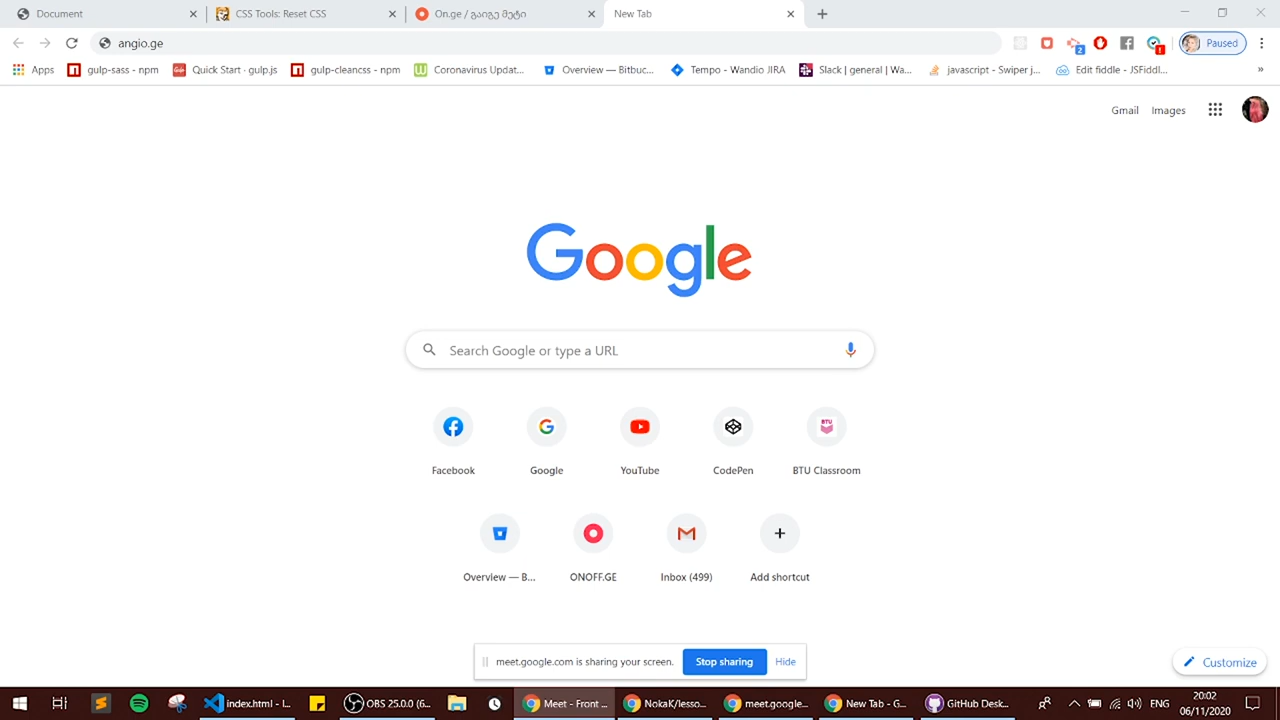 Document
CSS Tools: Reset CSS
On.ge / გაიგე მეტი
New Tab
angio.ge
2
Paused
Apps
gulp-sass - npm
Quick Start · gulp.js
gulp-cleancss - npm
Coronavirus Updat...
Overview — Bitbuc...
Tempo - Wandio JIRA
Slack | general | Wa...
javascript - Swiper j...
Edit fiddle - JSFiddl...
»
Gmail
Images
Google
Search Google or type a URL
Facebook
Google
YouTube
CodePen
BTU
BTU Classroom
Overview — B...
ONOFF.GE
Inbox (499)
Add shortcut
meet.google.com is sharing your screen.
Stop sharing
Hide
Customize
index.html - l...
OBS 25.0.0 (6...
Meet - Front ...
NokaK/lesso...
meet.google...
New Tab - G...
GitHub Desk...
ENG
20:02
06/11/2020